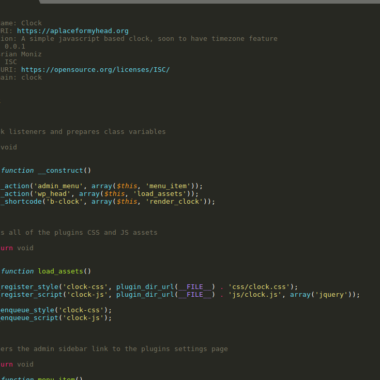 ame: Clock
RI: https://aplaceformyhead.org
ion: A simple javascript based clock, soon to have timezone feature
0.0.1
rian Moniz
ISC
URI: https://opensource.org/licenses/ISC/
ain: clock
k listeners and prepares class variables
void
function __construct()
_action('admin_menu', array($this, 'menu_item'));
_action('wp_head', array($this, 'load_assets'));
_shortcode('b-clock', array($this, 'render_clock'));
s all of the plugins CSS and JS assets
urn void
function load_assets()
register_style('clock-css', plugin_dir_url(__FILE__) . 'css/clock.css');
register_script('clock-js', plugin_dir_url(__FILE__) . 'js/clock.js', array('jquery'));
enqueue_style('clock-css');
enqueue_script('clock-js');
ers the admin sidebar link to the plugins settings page
urn void
function menu_item()